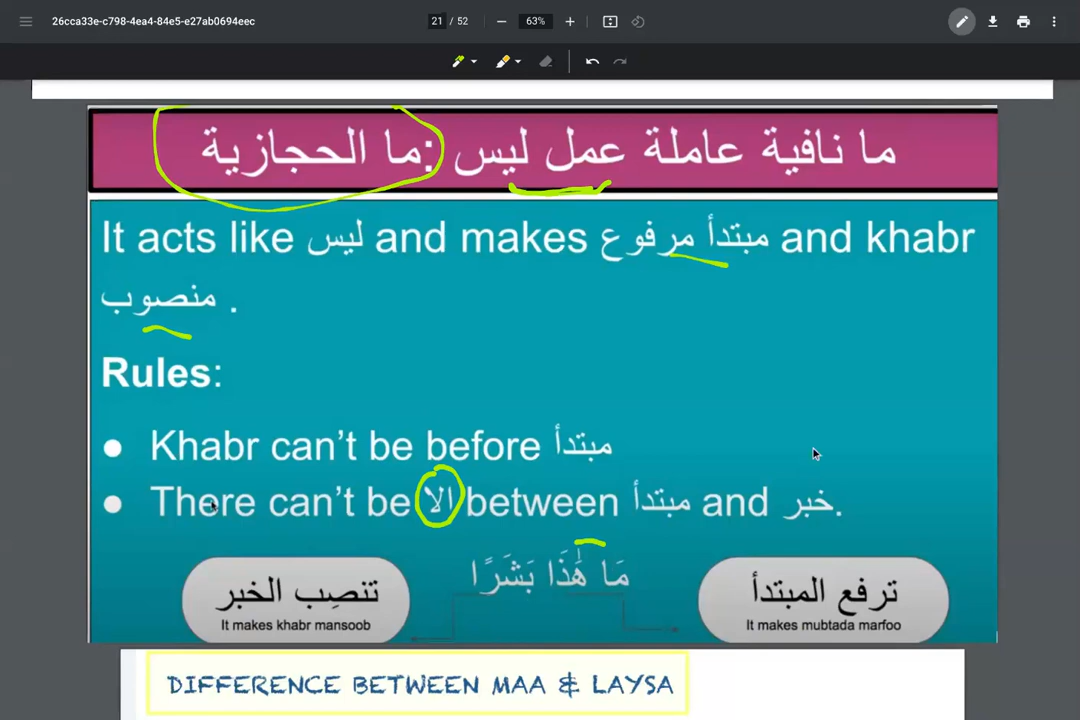 26cca33e-c798-4ea4-84e5-e27ab0694eec
21 / 52
63%
ما نافية عاملة عمل ليس :ما الحجازية
It acts like ليس and makes مبتدأ مرفوع and khabr
منصوب .
Rules:
● Khabr can't be before مبتدأ
● There can't be الا between مبتدأ and خبر.
مَا هَٰذَا بَشَرًا
تنصِب الخبر
It makes khabr mansoob
ترفع المبتدأ
It makes mubtada marfoo
DIFFERENCE BETWEEN MAA & LAYSA